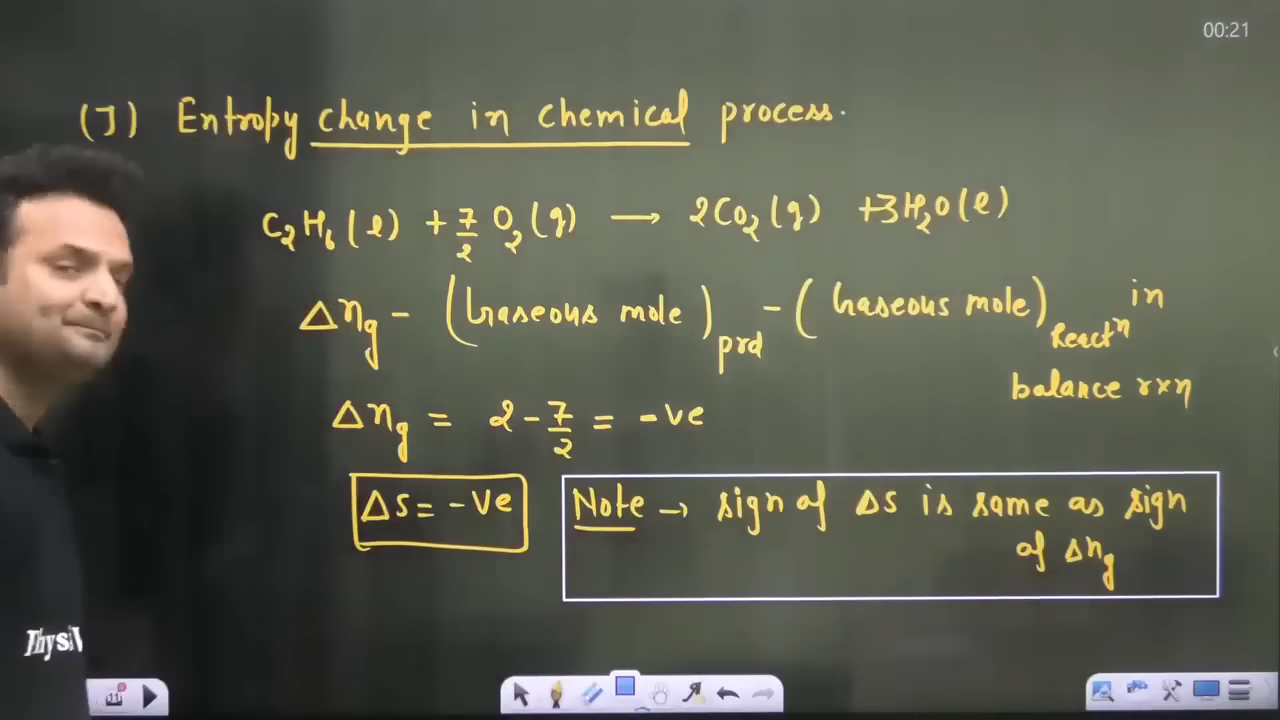 00:21
(J) Entropy change in chemical process.
C₂H₆(l) + 7/2 O₂(g) → 2CO₂(g) + 3H₂O(l)
Δng - (Gaseous mole)prd - (Gaseous mole)Reactⁿ in
balance rxη
Δng = 2 - 7/2 = -ve
ΔS = -ve
Note → sign of ΔS is same as sign
of Δng